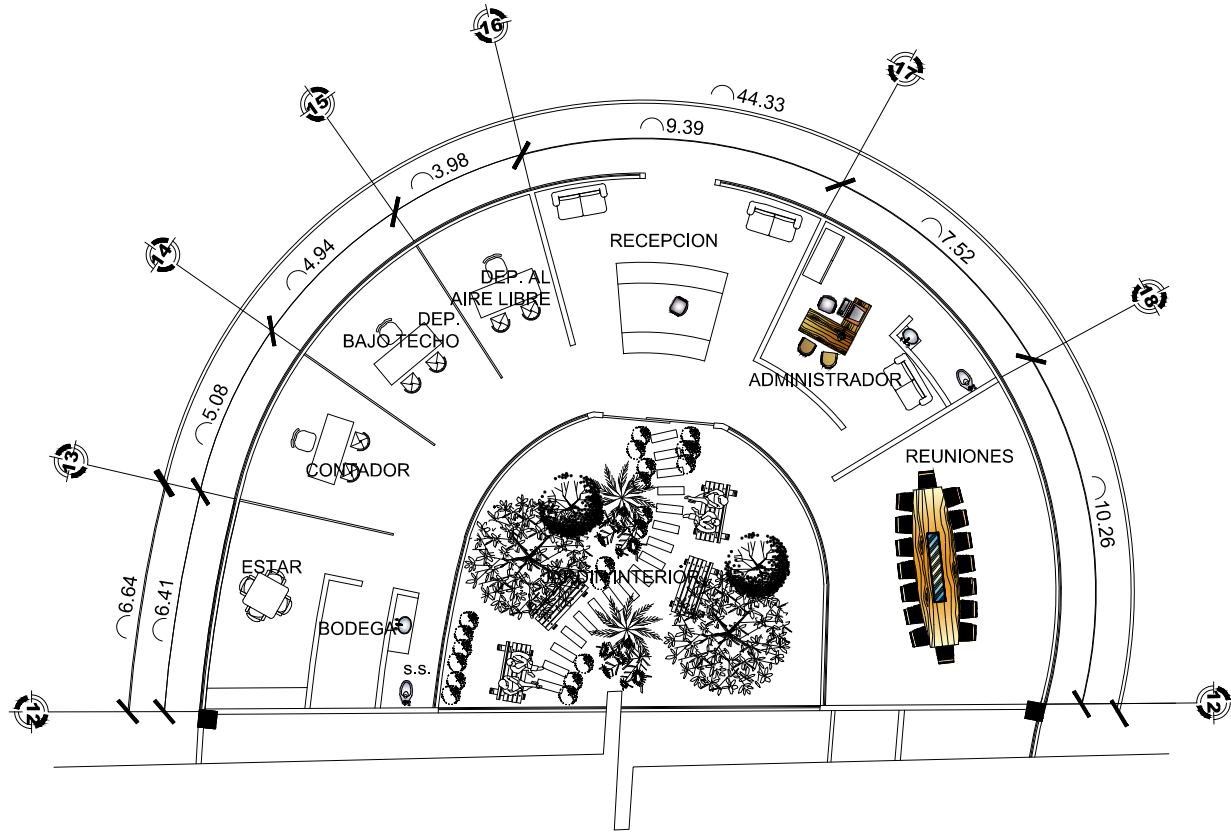 16
17
15
44.33
9.39
3.98
14
4.94
7.52
18
RECEPCION
DEP. AL
AIRE LIBRE
DEP.
BAJO TECHO
ADMINISTRADOR
5.08
13
CONTADOR
REUNIONES
10.26
ESTAR
JARDIN INTERIOR
6.64
6.41
BODEGA
s.s.
12
12